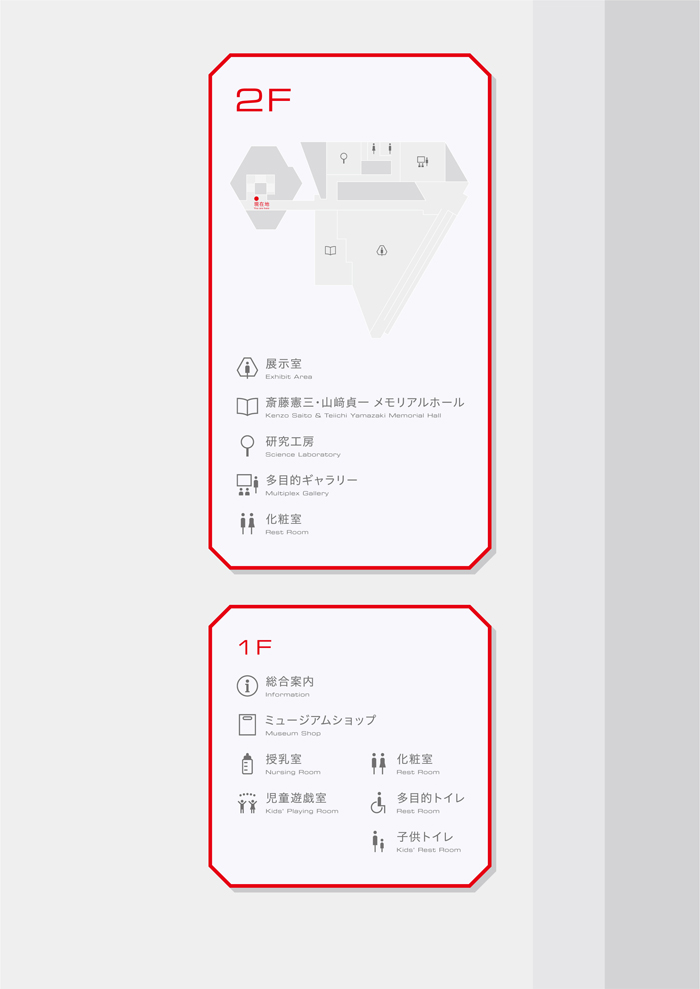 2F
現在地
展示室
Exhibit Area
斎藤憲三・山﨑貞一 メモリアルホール
Kenzo Saito & Teiichi Yamazaki Memorial Hall
研究工房
Science Laboratory
多目的ギャラリー
Multiplex Gallery
化粧室
Rest Room
1F
総合案内
Information
ミュージアムショップ
Museum Shop
授乳室
Nursing Room
化粧室
Rest Room
児童遊戯室
Kids' Playing Room
多目的トイレ
Rest Room
子供トイレ
Kids' Rest Room